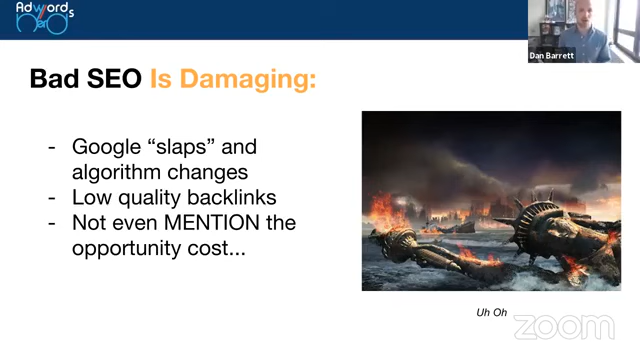 AdWords
Nerd
Dan Barrett
Bad SEO Is Damaging:
- Google “slaps” and
algorithm changes
- Low quality backlinks
- Not even MENTION the
opportunity cost...
Uh Oh
zoom